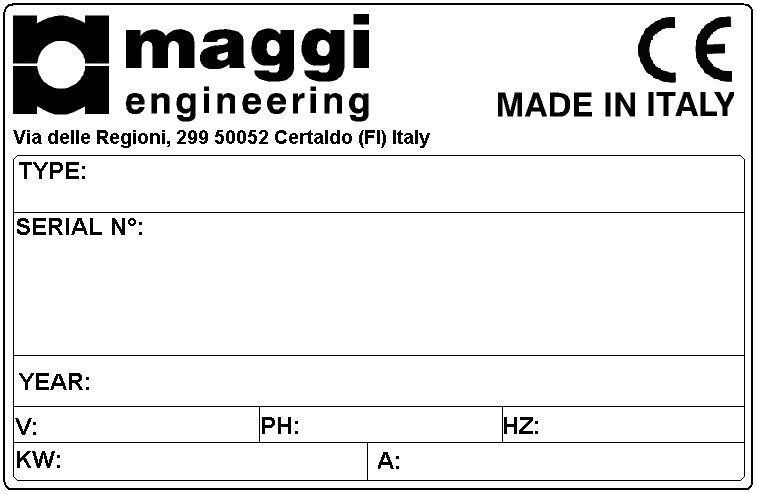 maggi
engineering
CE
MADE IN ITALY
Via delle Regioni, 299 50052 Certaldo (FI) Italy
TYPE:
SERIAL N°:
YEAR:
V: PH: HZ:
KW: A: